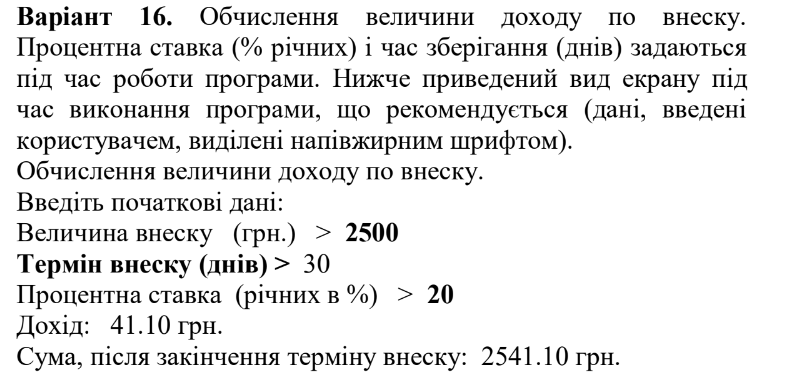 Варіант 16. Обчислення величини доходу по внеску.
Процентна ставка (% річних) і час зберігання (днів) задаються
під час роботи програми. Нижче приведений вид екрану під
час виконання програми, що рекомендується (дані, введені
користувачем, виділені напівжирним шрифтом).
Обчислення величини доходу по внеску.
Введіть початкові дані:
Величина внеску (грн.) > 2500
Термін внеску (днів) > 30
Процентна ставка (річних в %) > 20
Дохід: 41.10 грн.
Сума, після закінчення терміну внеску: 2541.10 грн.